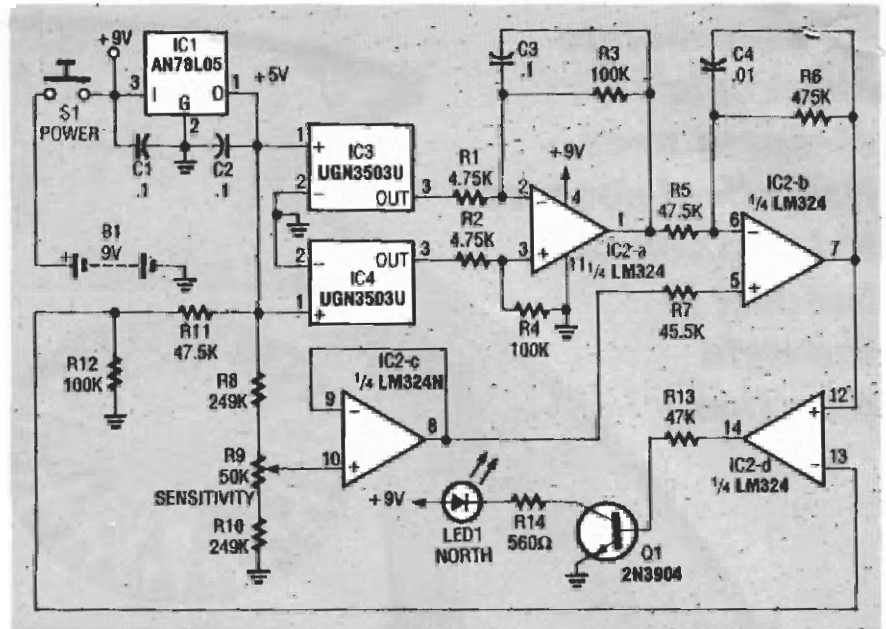 +9V
IC1
AN78L05
+5V
3
I
O
1
G
2
S1
POWER
C1
.1
C2
.1
B1
9V
+
1
+
IC3
UGN3503U
2
−
OUT
3
R1
4.75K
2
−
IC4
UGN3503U
OUT
3
R2
4.75K
1
+
C3
.1
R3
100K
+9V
2
−
4
3
+
1
11
IC2-a
1/4 LM324
R4
100K
R5
47.5K
C4
.01
R6
475K
IC2-b
1/4 LM324
6
−
5
+
7
R7
45.5K
R11
47.5K
R12
100K
R8
249K
R9
50K
SENSITIVITY
R10
249K
IC2-c
1/4 LM324N
9
−
10
+
8
+9V
LED1
NORTH
R14
560Ω
Q1
2N3904
R13
47K
14
12
+
13
−
IC2-d
1/4 LM324